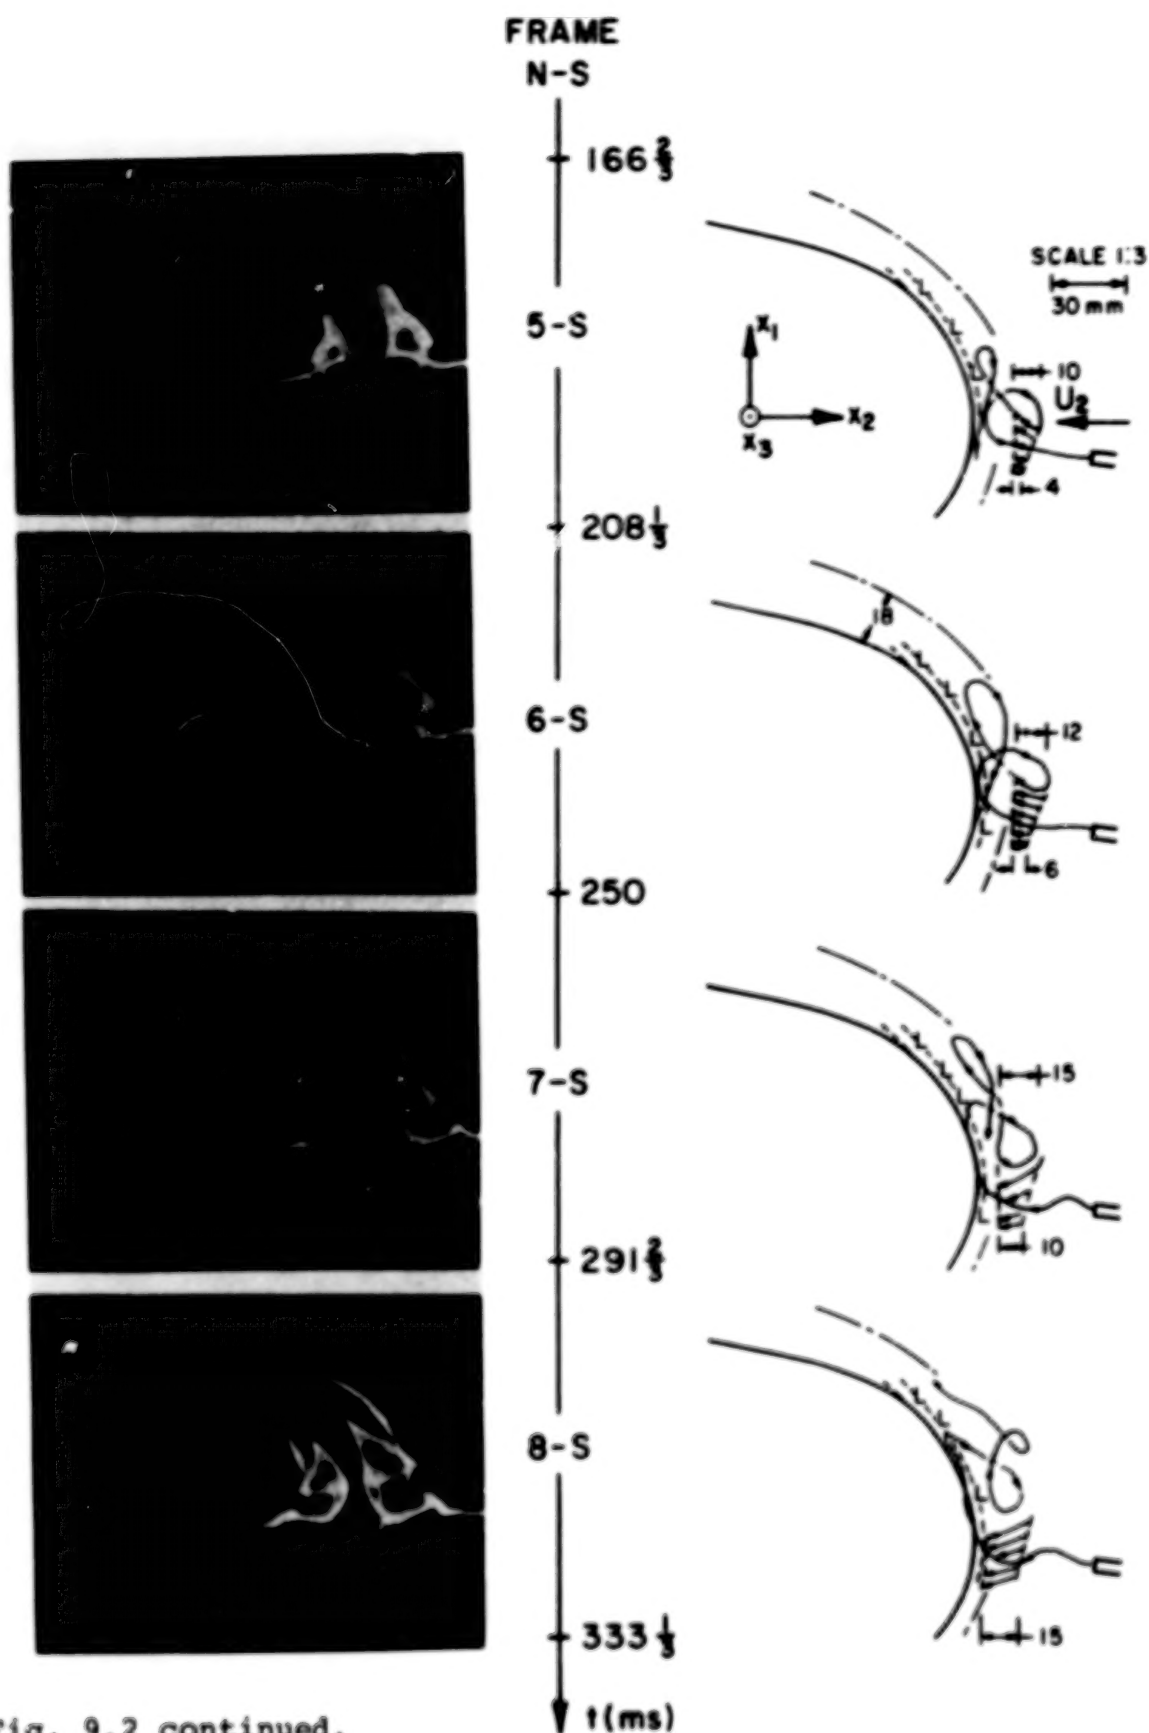 FRAME
N-S
166 2/3
SCALE 1:3
30 mm
x1
5-S
10
U2
x2
x3
4
208 1/3
18
6-S
12
6
250
7-S
15
10
291 2/3
8-S
333 1/3
15
t(ms)
Fig. 9.2 continued.